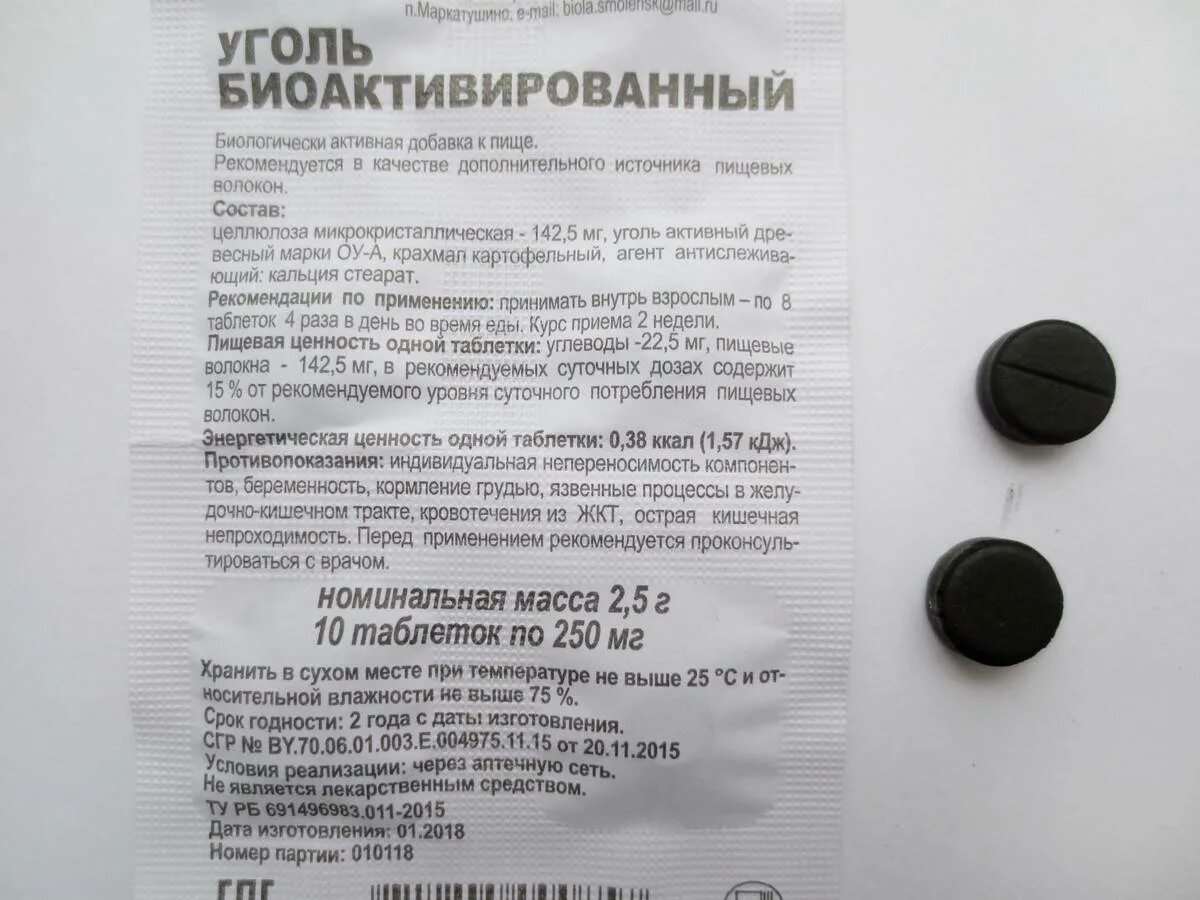 п.Маркатушино. e-mail: biola.smolensk@mail.ru
УГОЛЬ
БИОАКТИВИРОВАННЫЙ
Биологически активная добавка к пище.
Рекомендуется в качестве дополнительного источника пищевых
волокон.
Состав:
целлюлоза микрокристаллическая - 142,5 мг, уголь активный дре-
весный марки ОУ-А, крахмал картофельный, агент антислеживa-
ющий: кальция стеарат.
Рекомендации по применению: принимать внутрь взрослым – по 8
таблеток 4 раза в день во время еды. Курс приема 2 недели.
Пищевая ценность одной таблетки: углеводы -22,5 мг, пищевые
волокна - 142,5 мг, в рекомендуемых суточных дозах содержит
15 % от рекомендуемого уровня суточного потребления пищевых
волокон.
Энергетическая ценность одной таблетки: 0,38 ккал (1,57 кДж).
Противопоказания: индивидуальная непереносимость компонен-
тов, беременность, кормление грудью, язвенные процессы в желу-
дочно-кишечном тракте, кровотечения из ЖКТ, острая кишечная
непроходимость. Перед применением рекомендуется проконсуль-
тироваться с врачом.
номинальная масса 2,5 г
10 таблеток по 250 мг
Хранить в сухом месте при температуре не выше 25 °С и от-
носительной влажности не выше 75 %.
Срок годности: 2 года с даты изготовления.
СГР № BY.70.06.01.003.Е.004975.11.15 от 20.11.2015
Условия реализации: через аптечную сеть.
Не является лекарственным средством.
ТУ РБ 691496983.011-2015
Дата изготовления: 01.2018
Номер партии: 010118